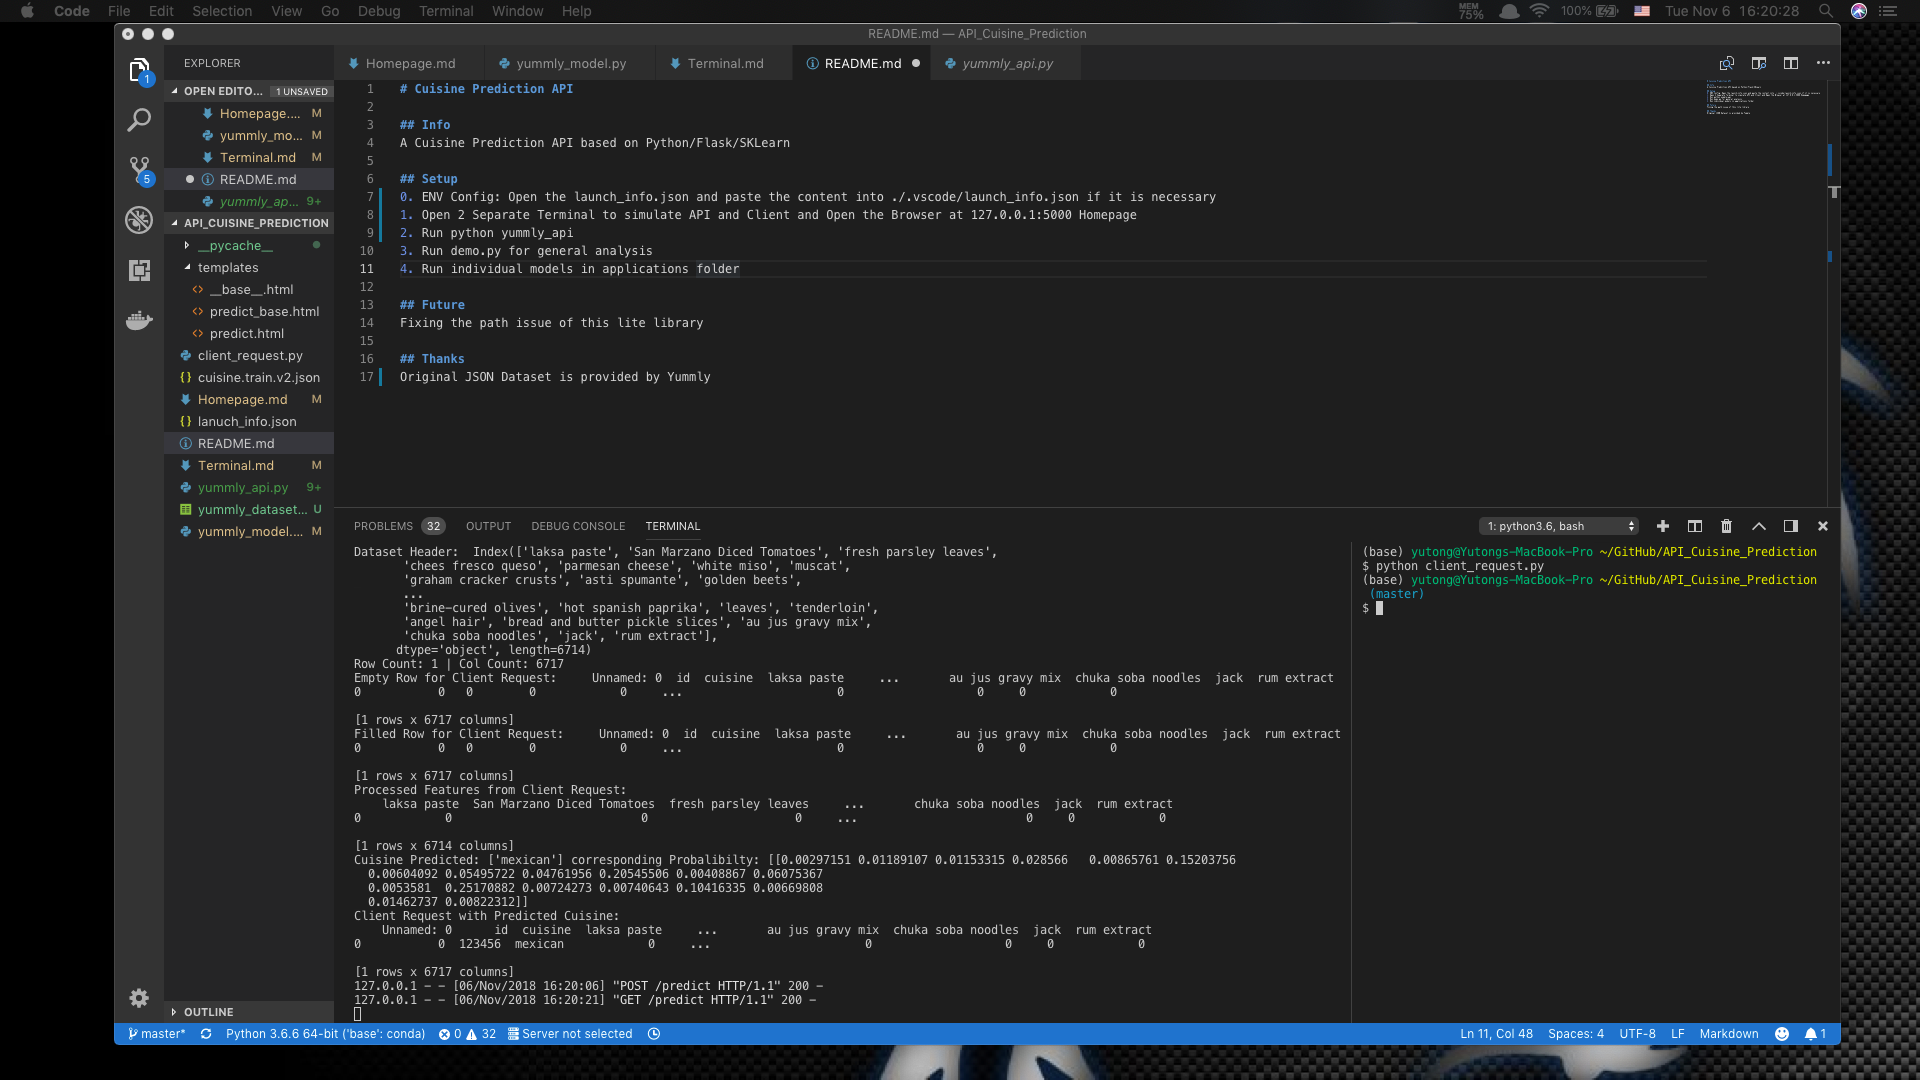 Code File Edit Selection View Go Debug Terminal Window Help
MEM 75% 100% Tue Nov 6 16:20:28
README.md — API_Cuisine_Prediction
EXPLORER
Homepage.md yummly_model.py Terminal.md README.md yummly_api.py
OPEN EDITO... 1 UNSAVED
Homepage.... M
yummly_mo... M
Terminal.md M
README.md
yummly_ap... 9+
API_CUISINE_PREDICTION
__pycache__
templates
__base__.html
predict_base.html
predict.html
client_request.py
cuisine.train.v2.json
Homepage.md M
lanuch_info.json
README.md
Terminal.md M
yummly_api.py 9+
yummly_dataset... U
yummly_model.... M
OUTLINE
1
5
1 # Cuisine Prediction API
2
3 ## Info
4 A Cuisine Prediction API based on Python/Flask/SKLearn
5
6 ## Setup
7 0. ENV Config: Open the launch_info.json and paste the content into ./.vscode/launch_info.json if it is necessary
8 1. Open 2 Separate Terminal to simulate API and Client and Open the Browser at 127.0.0.1:5000 Homepage
9 2. Run python yummly_api
10 3. Run demo.py for general analysis
11 4. Run individual models in applications folder
12
13 ## Future
14 Fixing the path issue of this lite library
15
16 ## Thanks
17 Original JSON Dataset is provided by Yummly
PROBLEMS 32 OUTPUT DEBUG CONSOLE TERMINAL 1: python3.6, bash
Dataset Header: Index(['laksa paste', 'San Marzano Diced Tomatoes', 'fresh parsley leaves',
'chees fresco queso', 'parmesan cheese', 'white miso', 'muscat',
'graham cracker crusts', 'asti spumante', 'golden beets',
...
'brine-cured olives', 'hot spanish paprika', 'leaves', 'tenderloin',
'angel hair', 'bread and butter pickle slices', 'au jus gravy mix',
'chuka soba noodles', 'jack', 'rum extract'],
dtype='object', length=6714)
Row Count: 1 | Col Count: 6717
Empty Row for Client Request: Unnamed: 0 id cuisine laksa paste ... au jus gravy mix chuka soba noodles jack rum extract
0 0 0 0 0 ... 0 0 0 0
[1 rows x 6717 columns]
Filled Row for Client Request: Unnamed: 0 id cuisine laksa paste ... au jus gravy mix chuka soba noodles jack rum extract
0 0 0 0 0 ... 0 0 0 0
[1 rows x 6717 columns]
Processed Features from Client Request:
laksa paste San Marzano Diced Tomatoes fresh parsley leaves ... chuka soba noodles jack rum extract
0 0 0 0 ... 0 0 0
[1 rows x 6714 columns]
Cuisine Predicted: ['mexican'] corresponding Probalibilty: [[0.00297151 0.01189107 0.01153315 0.028566 0.00865761 0.15203756
0.00604092 0.05495722 0.04761956 0.20545506 0.00408867 0.06075367
0.0053581 0.25170882 0.00724273 0.00740643 0.10416335 0.00669808
0.01462737 0.00822312]]
Client Request with Predicted Cuisine:
Unnamed: 0 id cuisine laksa paste ... au jus gravy mix chuka soba noodles jack rum extract
0 0 123456 mexican 0 ... 0 0 0 0
[1 rows x 6717 columns]
127.0.0.1 - - [06/Nov/2018 16:20:06] "POST /predict HTTP/1.1" 200 -
127.0.0.1 - - [06/Nov/2018 16:20:21] "GET /predict HTTP/1.1" 200 -
(base) yutong@Yutongs-MacBook-Pro ~/GitHub/API_Cuisine_Prediction
$ python client_request.py
(base) yutong@Yutongs-MacBook-Pro ~/GitHub/API_Cuisine_Prediction
(master)
$
master* Python 3.6.6 64-bit ('base': conda) 0 32 Server not selected Ln 11, Col 48 Spaces: 4 UTF-8 LF Markdown 1